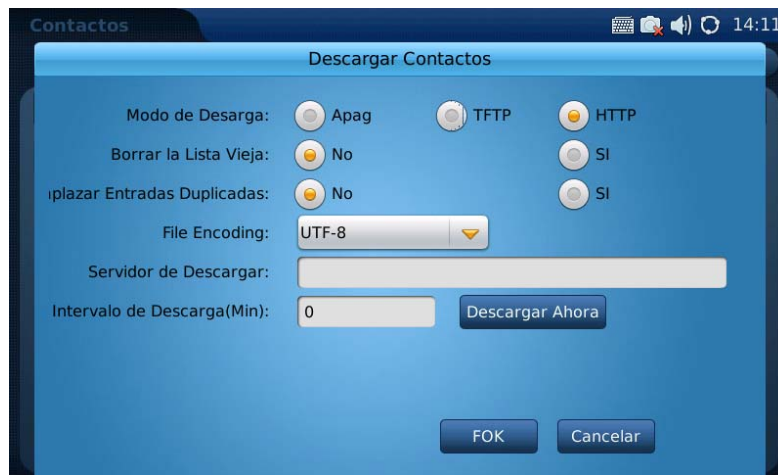 Contactos 14:11
Descargar Contactos
Modo de Desarga: Apag TFTP HTTP
Borrar la Lista Vieja: No SI
plazar Entradas Duplicadas: No SI
File Encoding: UTF-8
Servidor de Descargar:
Intervalo de Descarga(Min): 0 Descargar Ahora
FOK Cancelar